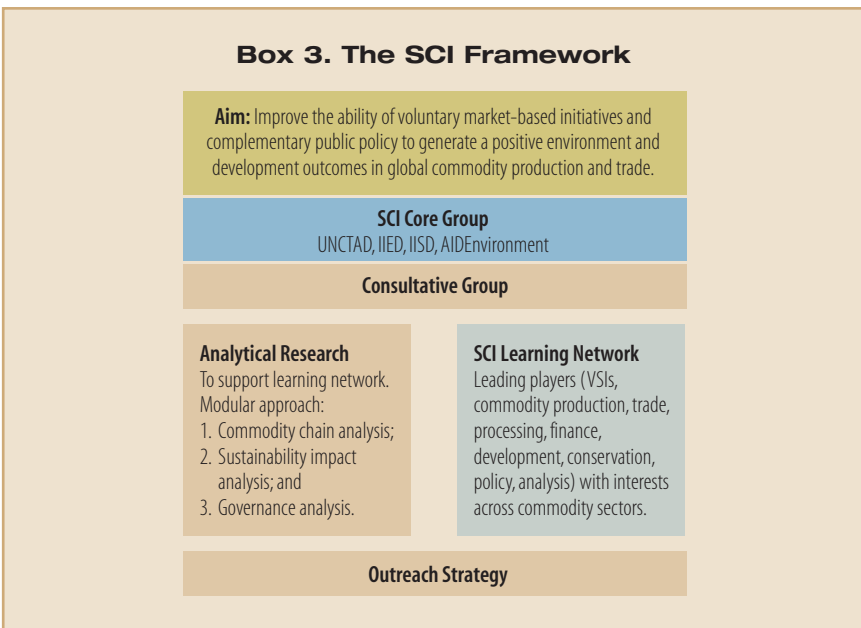 Box 3. The SCI Framework
Aim: Improve the ability of voluntary market-based initiatives and
complementary public policy to generate a positive environment and
development outcomes in global commodity production and trade.
SCI Core Group
UNCTAD, IIED, IISD, AIDEnvironment
Consultative Group
Analytical Research
To support learning network.
Modular approach:
1. Commodity chain analysis;
2. Sustainability impact
analysis; and
3. Governance analysis.
SCI Learning Network
Leading players (VSIs,
commodity production, trade,
processing, finance,
development, conservation,
policy, analysis) with interests
across commodity sectors.
Outreach Strategy